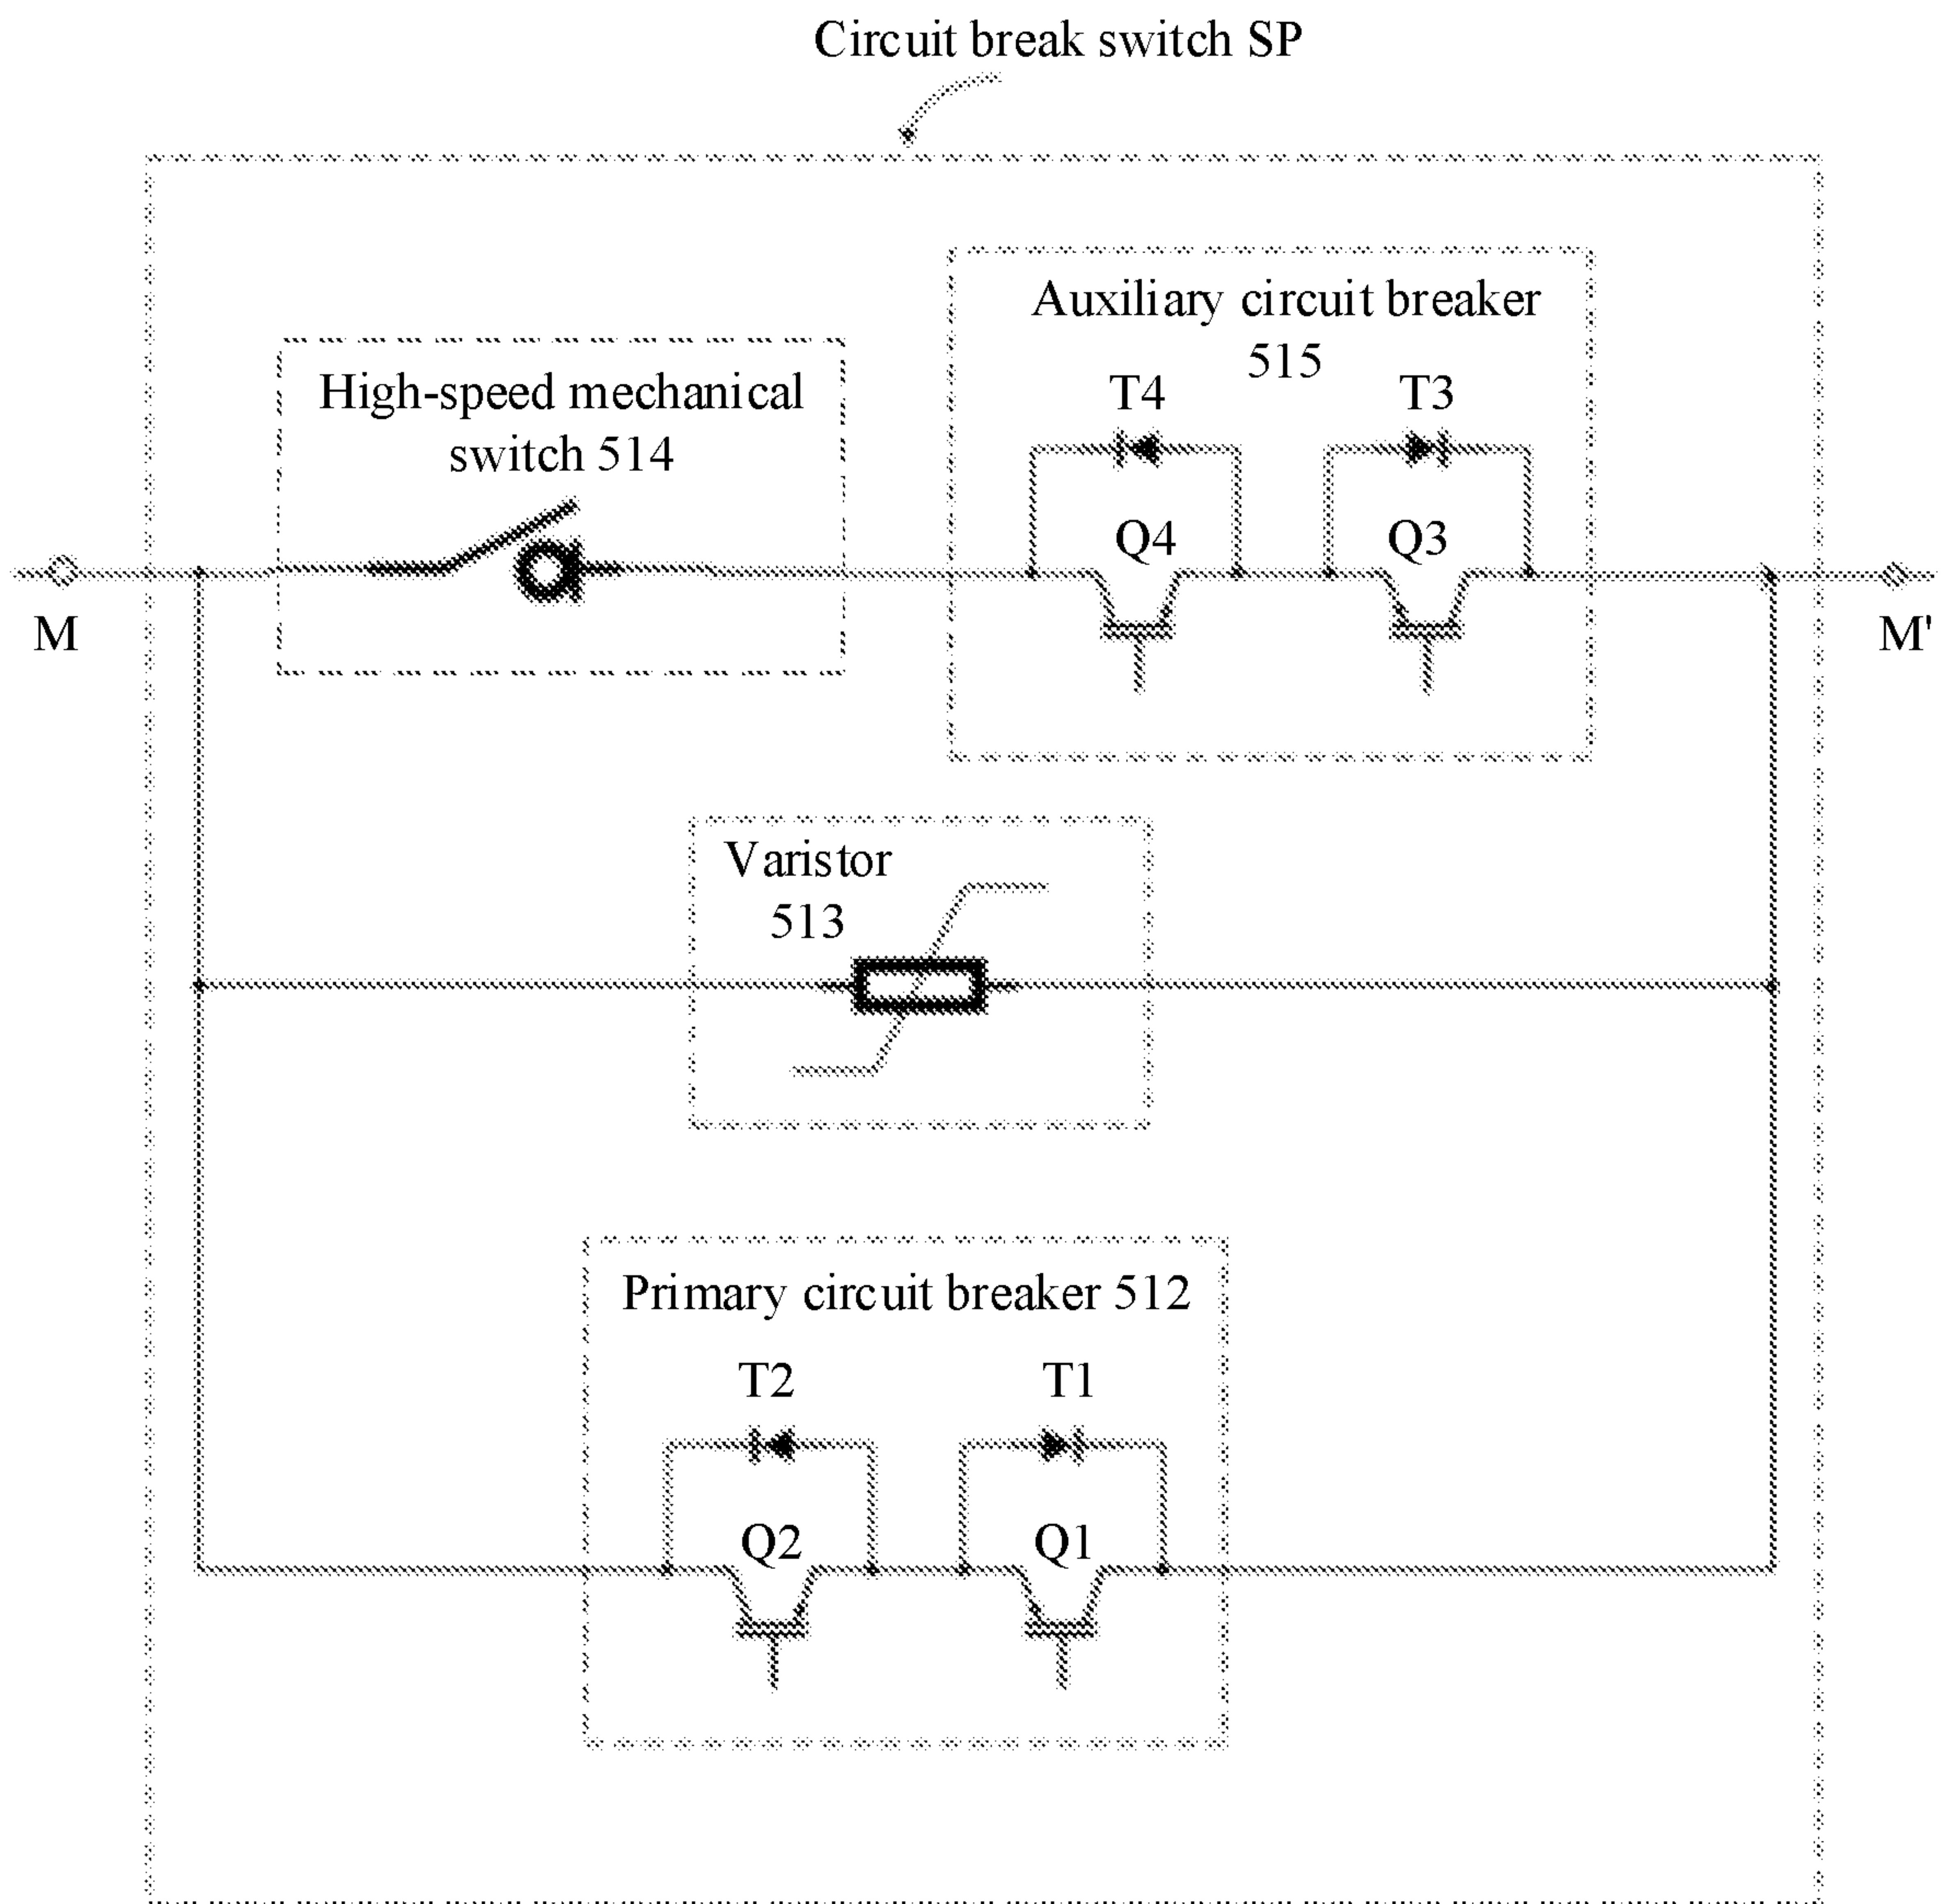 Circuit break switch SP
Auxiliary circuit breaker
515
High-speed mechanical
switch 514
T4
T3
Q4
Q3
M
M'
Varistor
513
Primary circuit breaker 512
T2
T1
Q2
Q1